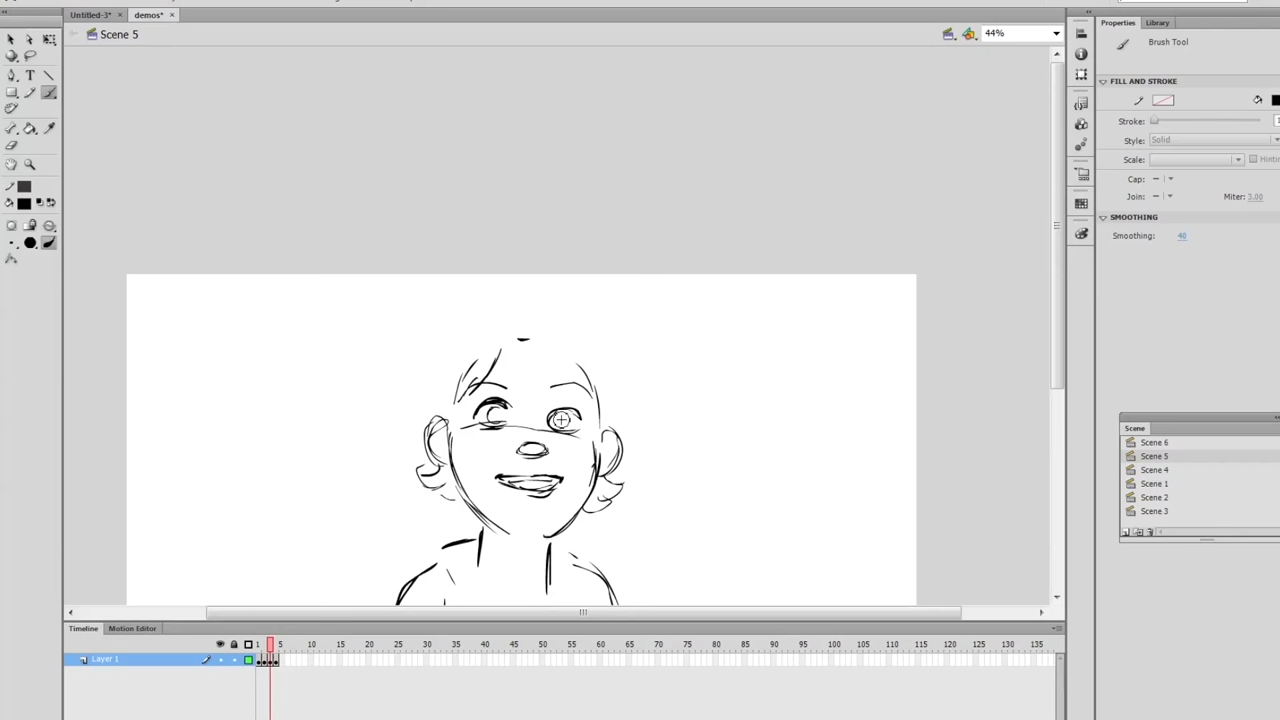 Untitled-3* × demos* ×
Scene 5
44%
T
Properties Library
Brush Tool
FILL AND STROKE
Stroke:
Style: Solid
Scale:
Cap:
Join: Miter: 3.00
SMOOTHING
Smoothing: 40
Scene
Scene 6
Scene 5
Scene 4
Scene 1
Scene 2
Scene 3
Timeline Motion Editor
1 5 10 15 20 25 30 35 40 45 50 55 60 65 70 75 80 85 90 95 100 105 110 115 120 125 130 135
Layer 1